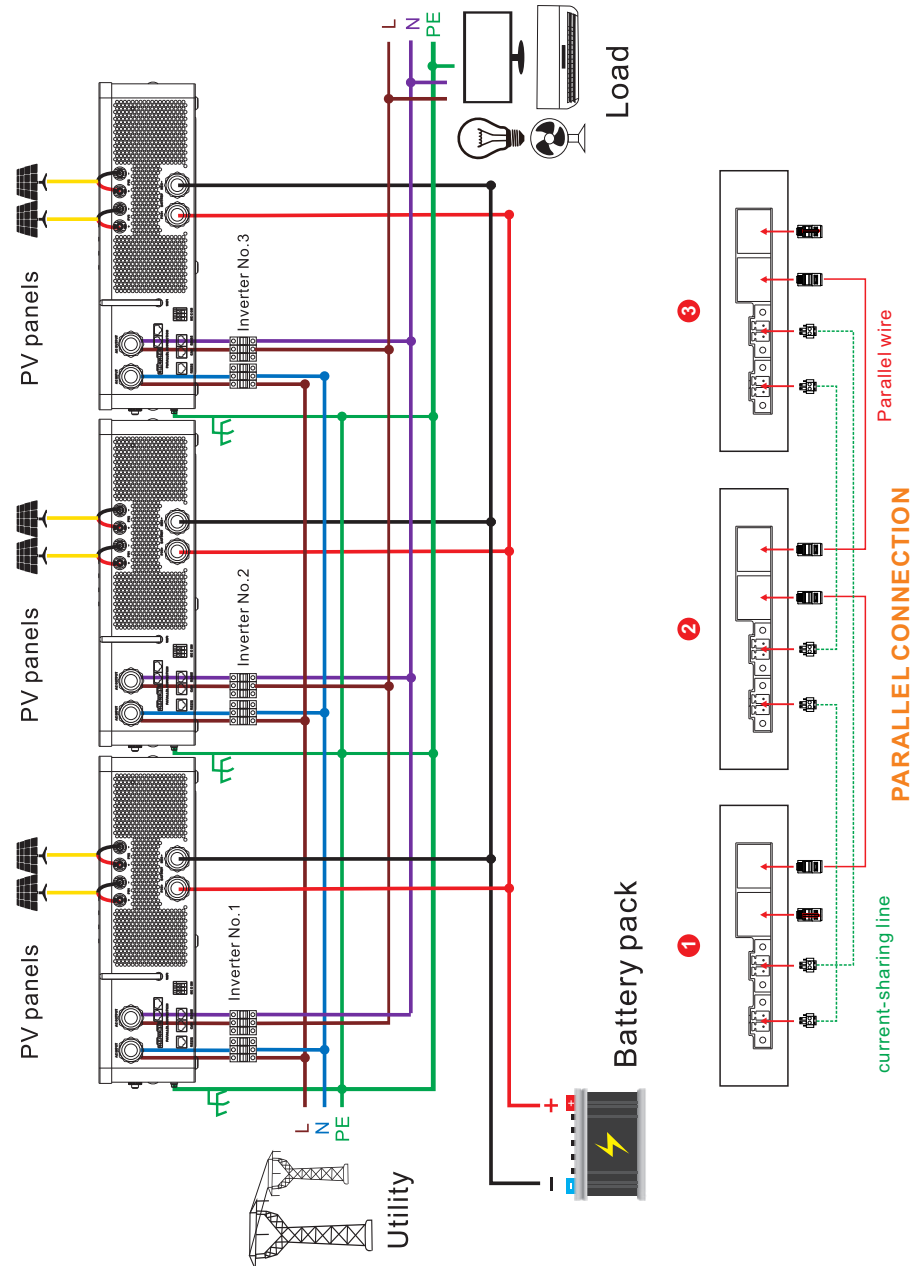 PV panels
PV panels
PV panels
Inverter No.1
Inverter No.2
Inverter No.3
L
N
PE
L
N
PE
Utility
Battery pack
Load
+
−
1
2
3
current-sharing line
Parallel wire
PARALLEL CONNECTION